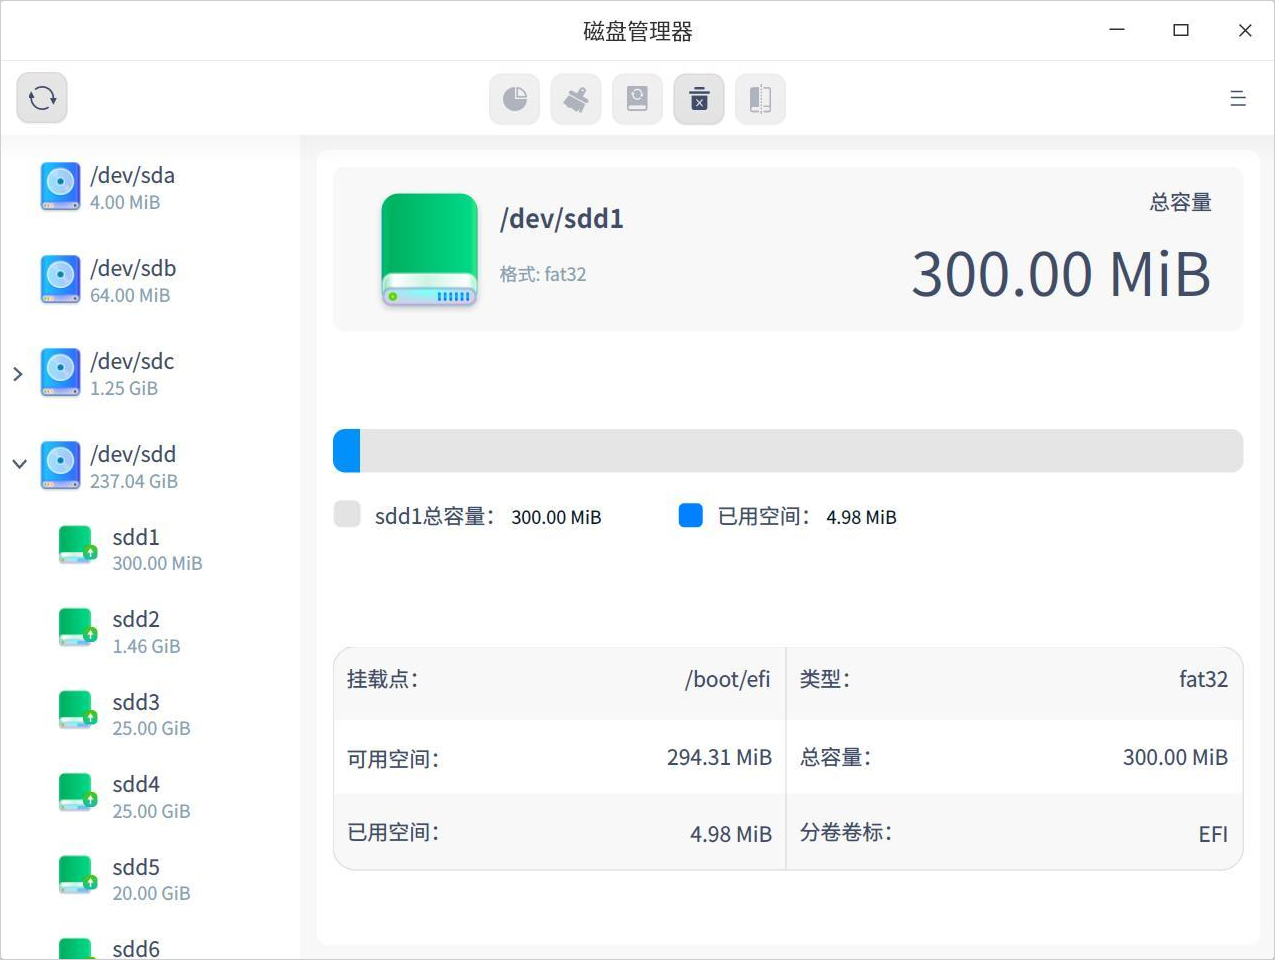 磁盘管理器
/dev/sda
4.00 MiB
/dev/sdb
64.00 MiB
/dev/sdc
1.25 GiB
/dev/sdd
237.04 GiB
sdd1
300.00 MiB
sdd2
1.46 GiB
sdd3
25.00 GiB
sdd4
25.00 GiB
sdd5
20.00 GiB
sdd6
/dev/sdd1
格式: fat32
总容量
300.00 MiB
sdd1总容量： 300.00 MiB
已用空间： 4.98 MiB
挂载点： /boot/efi
类型： fat32
可用空间： 294.31 MiB
总容量： 300.00 MiB
已用空间： 4.98 MiB
分卷卷标： EFI